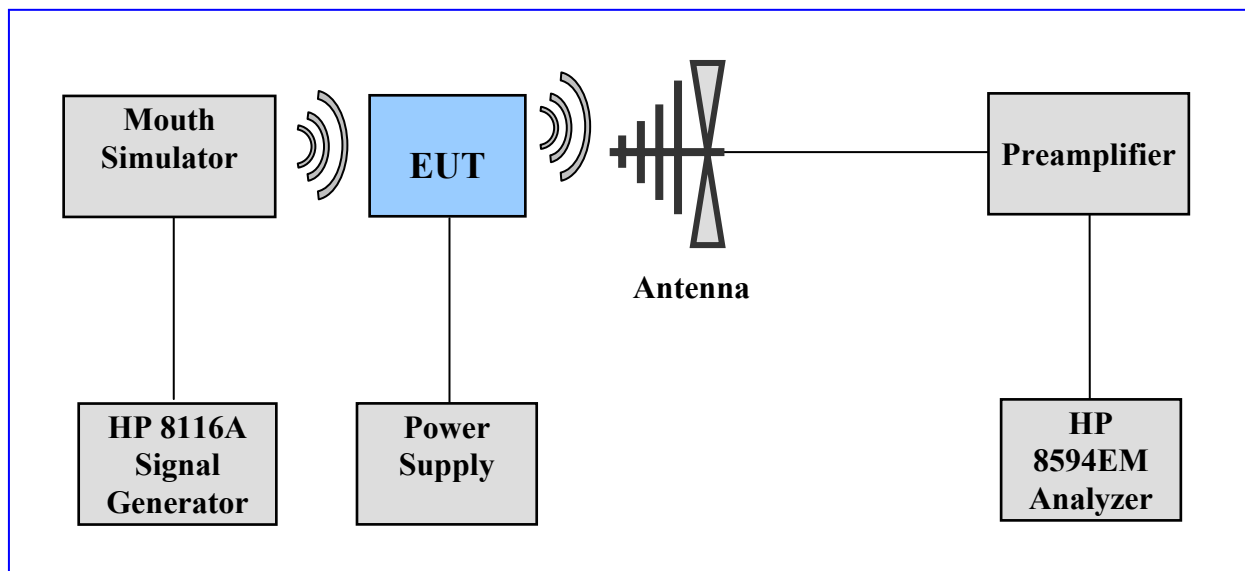 Mouth
Simulator
EUT
Preamplifier
Antenna
HP 8116A
Signal
Generator
Power
Supply
HP
8594EM
Analyzer